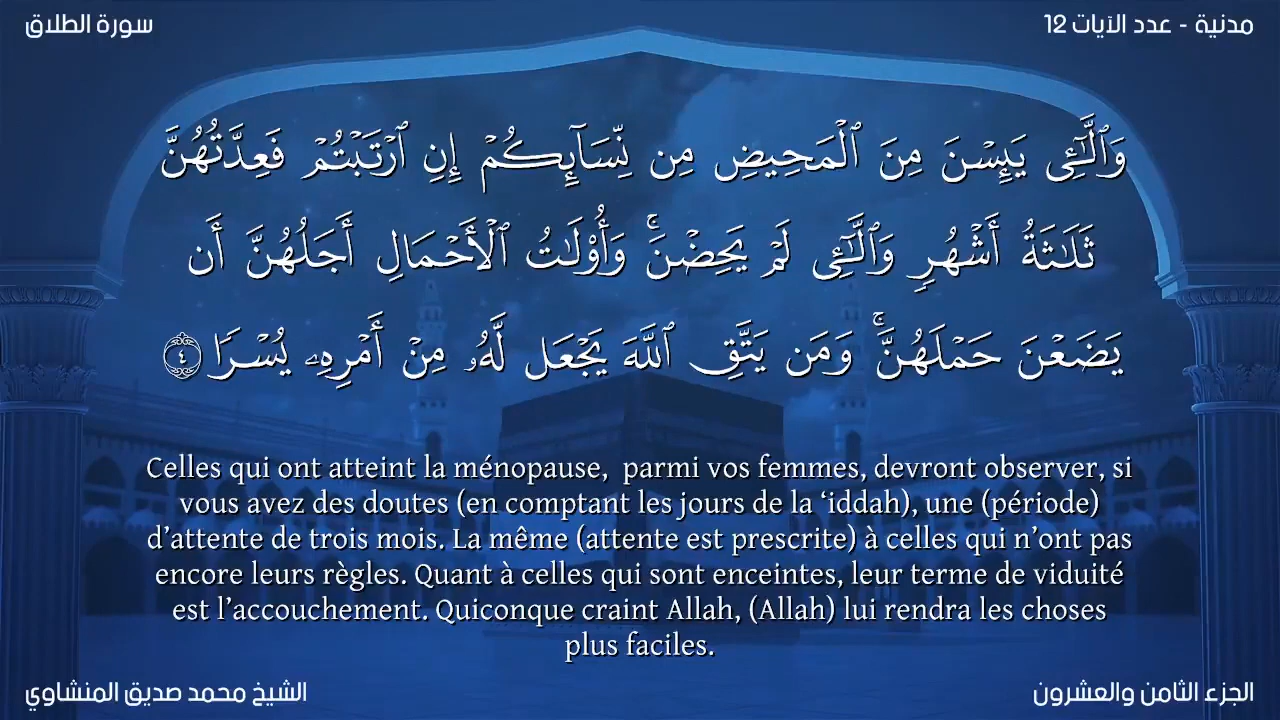 سورة الطلاق
مدنية - عدد الآيات 12
وَٱلَّٰٓـِٔى يَئِسْنَ مِنَ ٱلْمَحِيضِ مِن نِّسَآئِكُمْ إِنِ ٱرْتَبْتُمْ فَعِدَّتُهُنَّ
ثَلَٰثَةُ أَشْهُرٍ وَٱلَّٰٓـِٔى لَمْ يَحِضْنَ ۚ وَأُو۟لَٰتُ ٱلْأَحْمَالِ أَجَلُهُنَّ أَن
يَضَعْنَ حَمْلَهُنَّ ۚ وَمَن يَتَّقِ ٱللَّهَ يَجْعَل لَّهُۥ مِنْ أَمْرِهِۦ يُسْرًا ٤
Celles qui ont atteint la ménopause,  parmi vos femmes, devront observer, si
vous avez des doutes (en comptant les jours de la ‘iddah), une (période)
d’attente de trois mois. La même (attente est prescrite) à celles qui n’ont pas
encore leurs règles. Quant à celles qui sont enceintes, leur terme de viduité
est l’accouchement. Quiconque craint Allah, (Allah) lui rendra les choses
plus faciles.
الشيخ محمد صديق المنشاوي
الجزء الثامن والعشرون